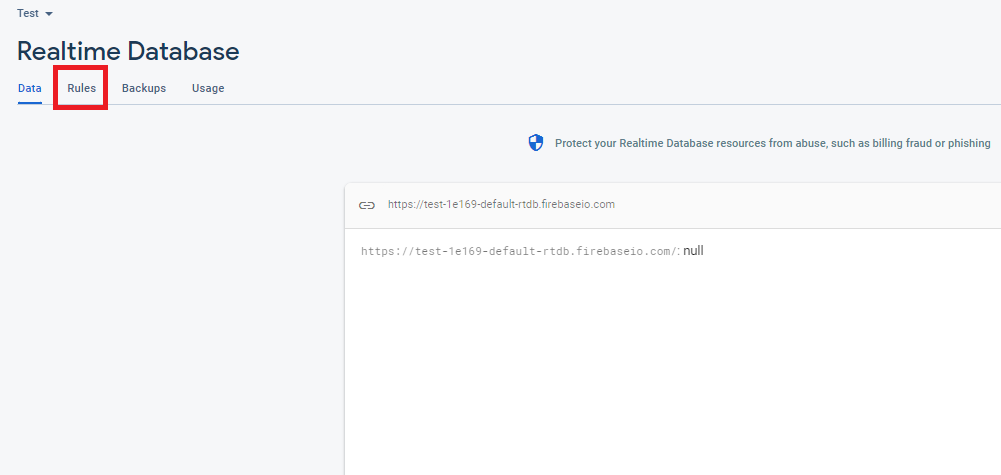 Test
Realtime Database
Data Rules Backups Usage
Protect your Realtime Database resources from abuse, such as billing fraud or phishing
https://test-1e169-default-rtdb.firebaseio.com
https://test-1e169-default-rtdb.firebaseio.com/: null